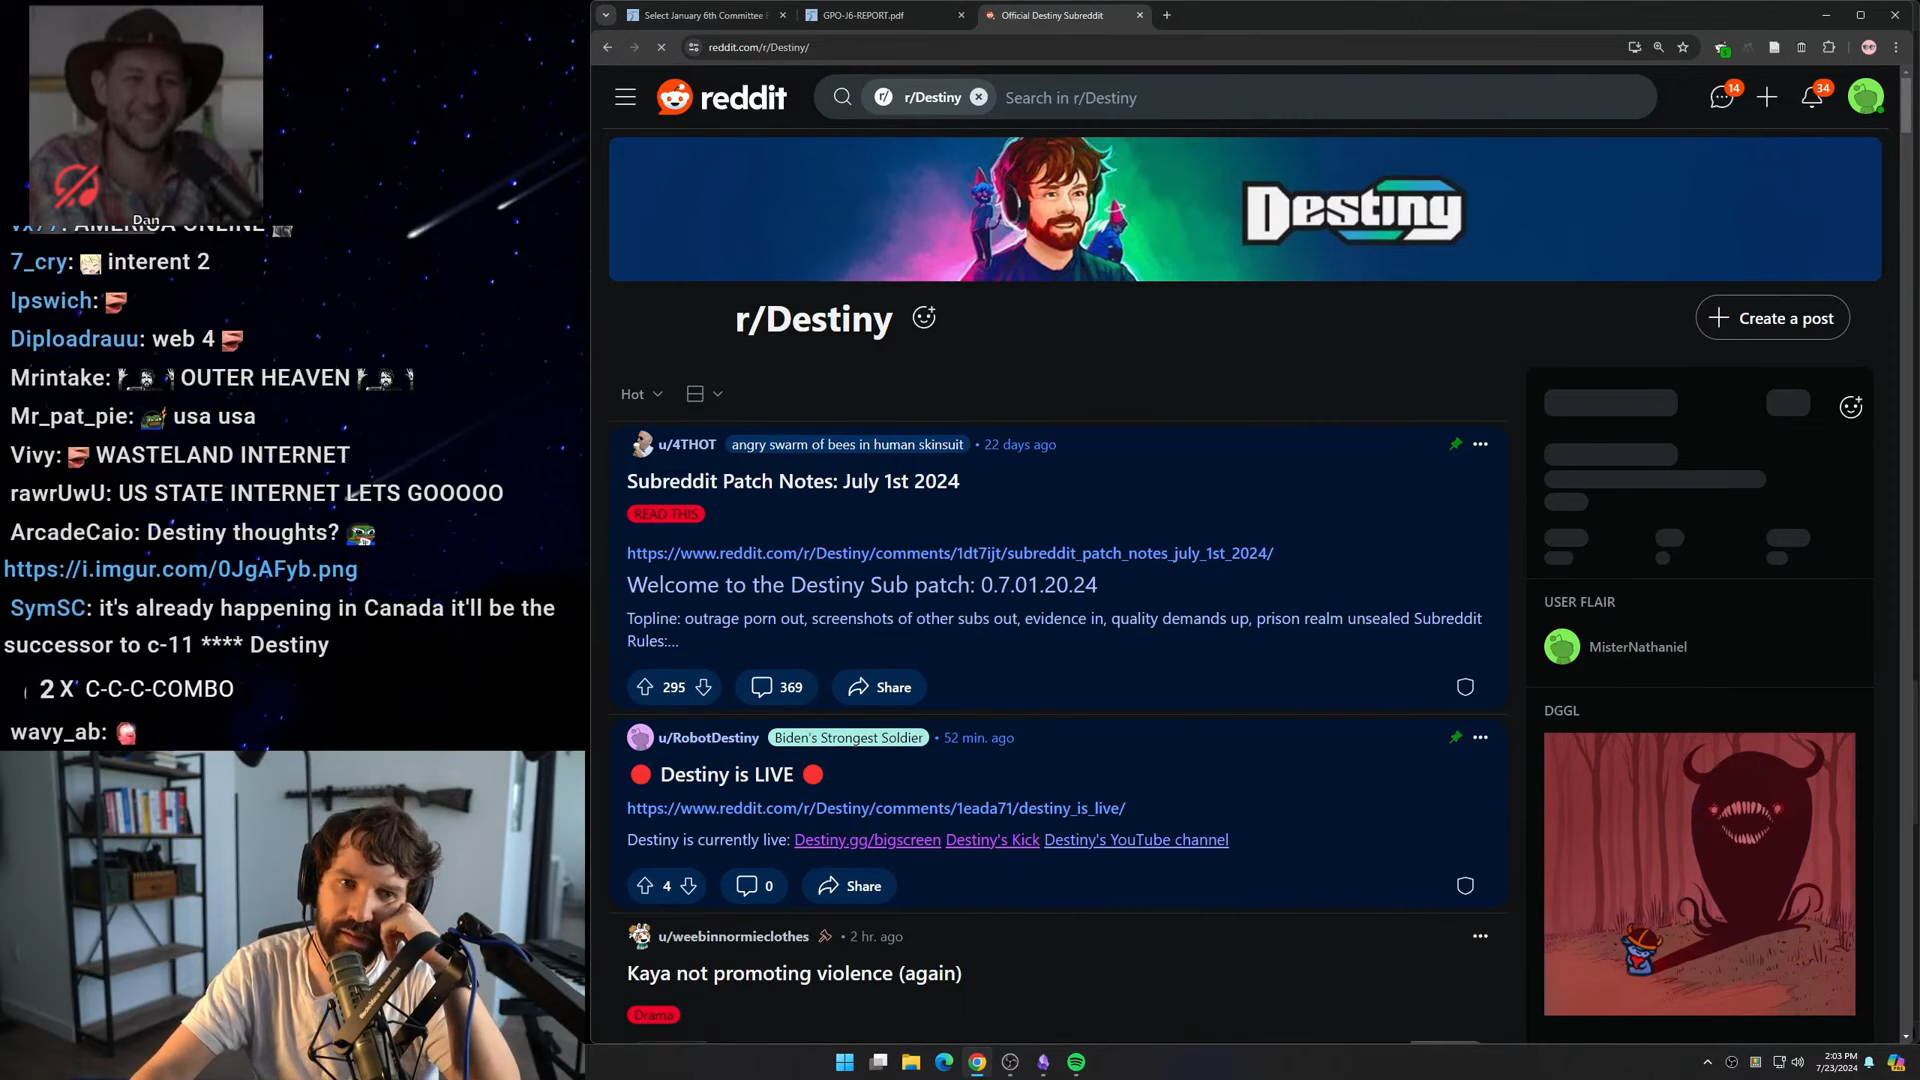 Dan
AMERICA ONLINE
7_cry: interent 2
Ipswich:
Diploadrauu: web 4
Mrintake: OUTER HEAVEN
Mr_pat_pie: usa usa
Vivy: WASTELAND INTERNET
rawrUwU: US STATE INTERNET LETS GOOOOO
ArcadeCaio: Destiny thoughts?
https://i.imgur.com/0JgAFyb.png
SymSC: it's already happening in Canada it'll be the
successor to c-11 **** Destiny
2 X C-C-C-COMBO
wavy_ab:
Select January 6th Committee
GPO-J6-REPORT.pdf
Official Destiny Subreddit
reddit.com/r/Destiny/
reddit
r/Destiny
Search in r/Destiny
14
34
Destiny
r/Destiny
Create a post
Hot
u/4THOT angry swarm of bees in human skinsuit • 22 days ago
Subreddit Patch Notes: July 1st 2024
READ THIS
https://www.reddit.com/r/Destiny/comments/1dt7ijt/subreddit_patch_notes_july_1st_2024/
Welcome to the Destiny Sub patch: 0.7.01.20.24
Topline: outrage porn out, screenshots of other subs out, evidence in, quality demands up, prison realm unsealed Subreddit
Rules:...
295
369
Share
u/RobotDestiny Biden's Strongest Soldier • 52 min. ago
Destiny is LIVE
https://www.reddit.com/r/Destiny/comments/1eada71/destiny_is_live/
Destiny is currently live: Destiny.gg/bigscreen Destiny's Kick Destiny's YouTube channel
4
0
Share
u/weebinnormieclothes • 2 hr. ago
Kaya not promoting violence (again)
Drama
USER FLAIR
MisterNathaniel
DGGL
2:03 PM
7/23/2024